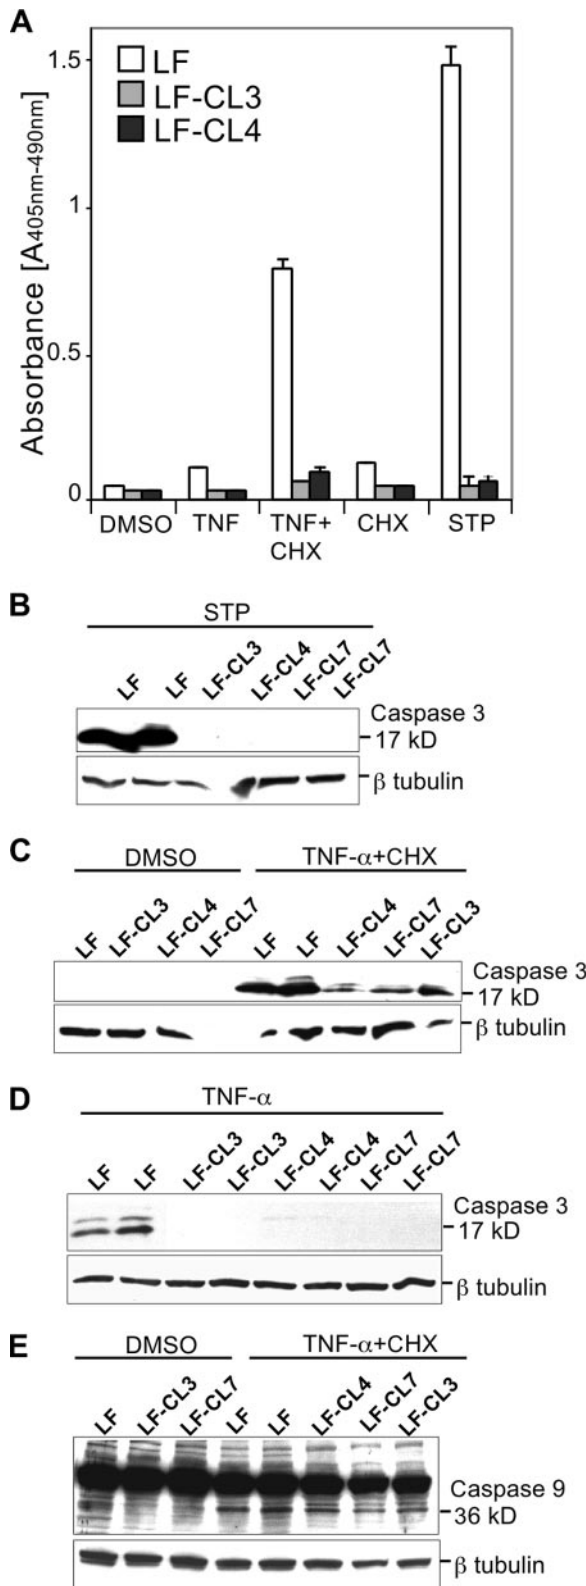 A
Absorbance [A405nm-490nm]
1.5
1
0.5
0
LF
LF-CL3
LF-CL4
DMSO TNF TNF+ CHX STP
CHX
B
STP
LF LF LF-CL3 LF-CL4 LF-CL7 LF-CL7
Caspase 3
17 kD
β tubulin
C
DMSO TNF-α+CHX
LF LF-CL3 LF-CL4 LF-CL7 LF LF LF-CL4 LF-CL7 LF-CL3
Caspase 3
17 kD
β tubulin
D
TNF-α
LF LF LF-CL3 LF-CL3 LF-CL4 LF-CL4 LF-CL7 LF-CL7
Caspase 3
17 kD
β tubulin
E
DMSO TNF-α+CHX
LF LF-CL3 LF-CL7 LF LF LF-CL4 LF-CL7 LF-CL3
Caspase 9
36 kD
β tubulin